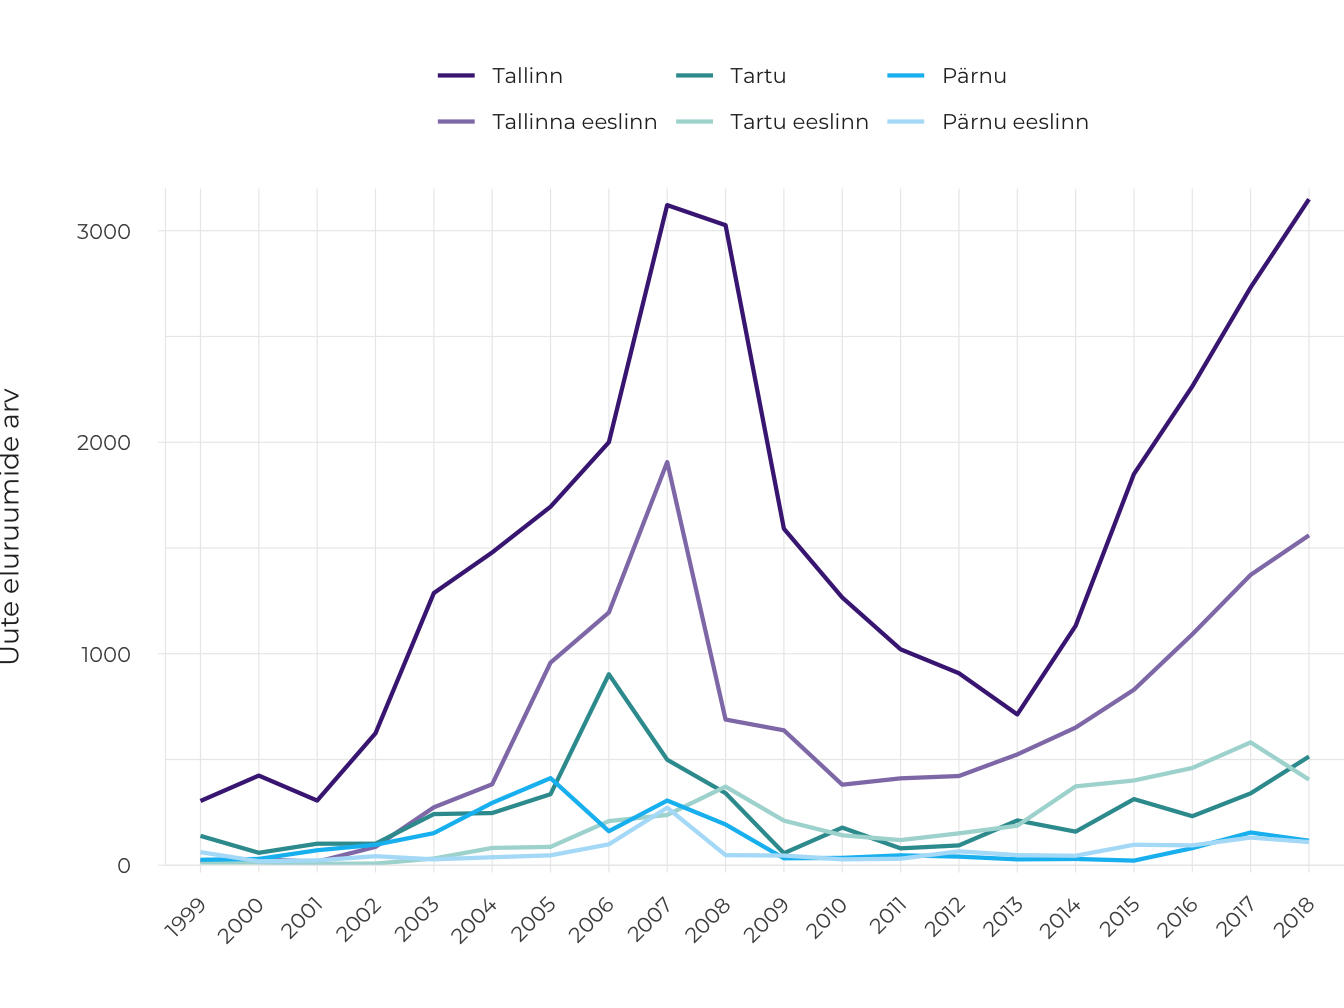 Tallinn Tartu Pärnu
Tallinna eeslinn Tartu eeslinn Pärnu eeslinn
Uute eluruumide arv
3000
2000
1000
0
1999 2000 2001 2002 2003 2004 2005 2006 2007 2008 2009 2010 2011 2012 2013 2014 2015 2016 2017 2018